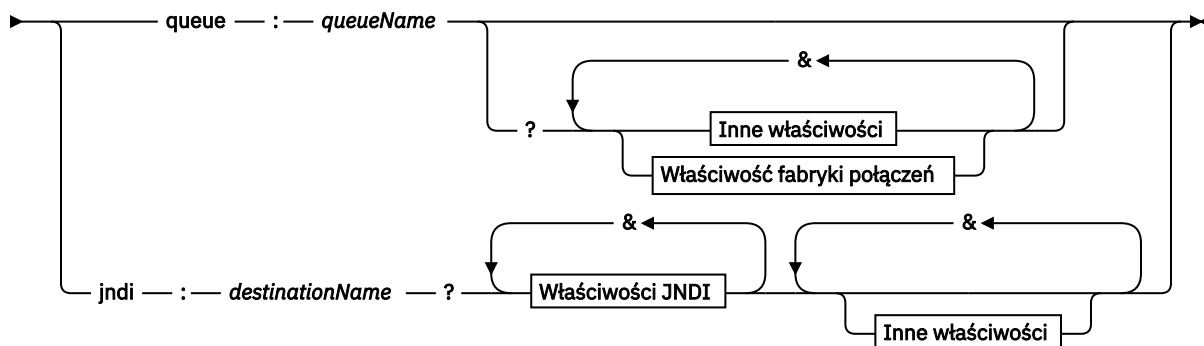 queue : queueName
&
? Inne właściwości
Właściwość fabryki połączeń
& &
jndi : destinationName ? Właściwości JNDI
Inne właściwości